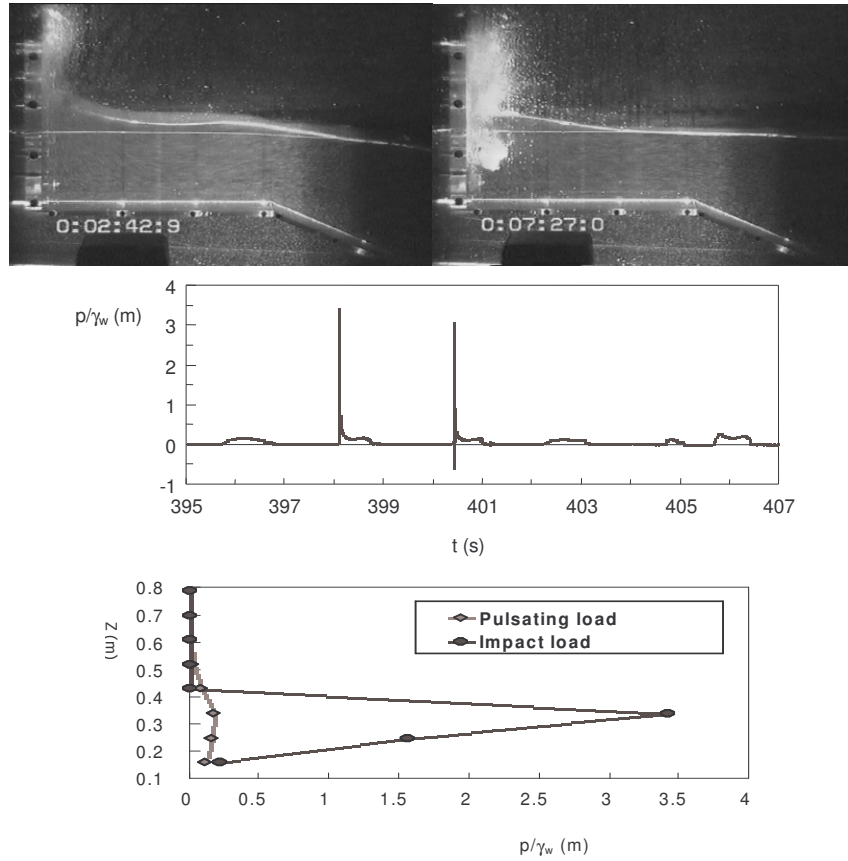 0:02:42:9
0:07:27:0
p/γw (m)
4
3
2
1
0
-1
395 397 399 401 403 405 407
t (s)
Z (m)
0.8
0.7
0.6
0.5
0.4
0.3
0.2
0.1
Pulsating load
Impact load
0 0.5 1 1.5 2 2.5 3 3.5 4
p/γw (m)